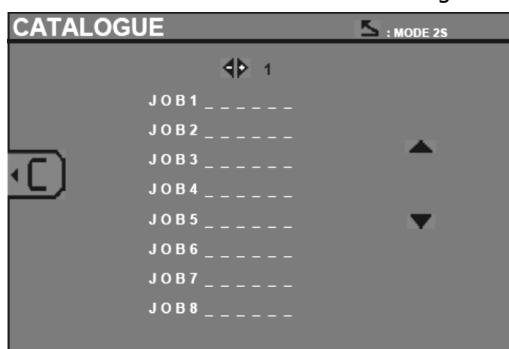 CATALOGUE : MODE 2S
1
JOB1 _ _ _ _ _ _
JOB2 _ _ _ _ _ _
JOB3 _ _ _ _ _ _
JOB4 _ _ _ _ _ _
JOB5 _ _ _ _ _ _
JOB6 _ _ _ _ _ _
JOB7 _ _ _ _ _ _
JOB8 _ _ _ _ _ _
C